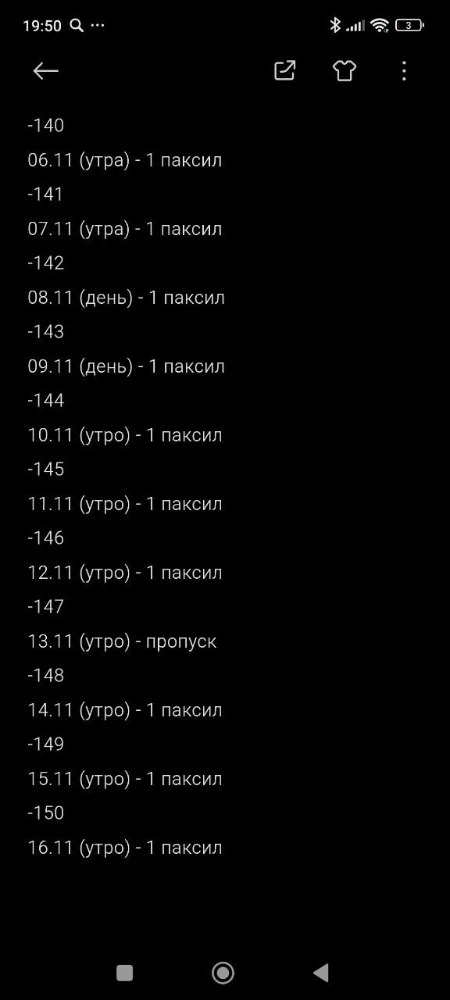 19:50
3
-140
06.11 (утра) - 1 паксил
-141
07.11 (утра) - 1 паксил
-142
08.11 (день) - 1 паксил
-143
09.11 (день) - 1 паксил
-144
10.11 (утро) - 1 паксил
-145
11.11 (утро) - 1 паксил
-146
12.11 (утро) - 1 паксил
-147
13.11 (утро) - пропуск
-148
14.11 (утро) - 1 паксил
-149
15.11 (утро) - 1 паксил
-150
16.11 (утро) - 1 паксил